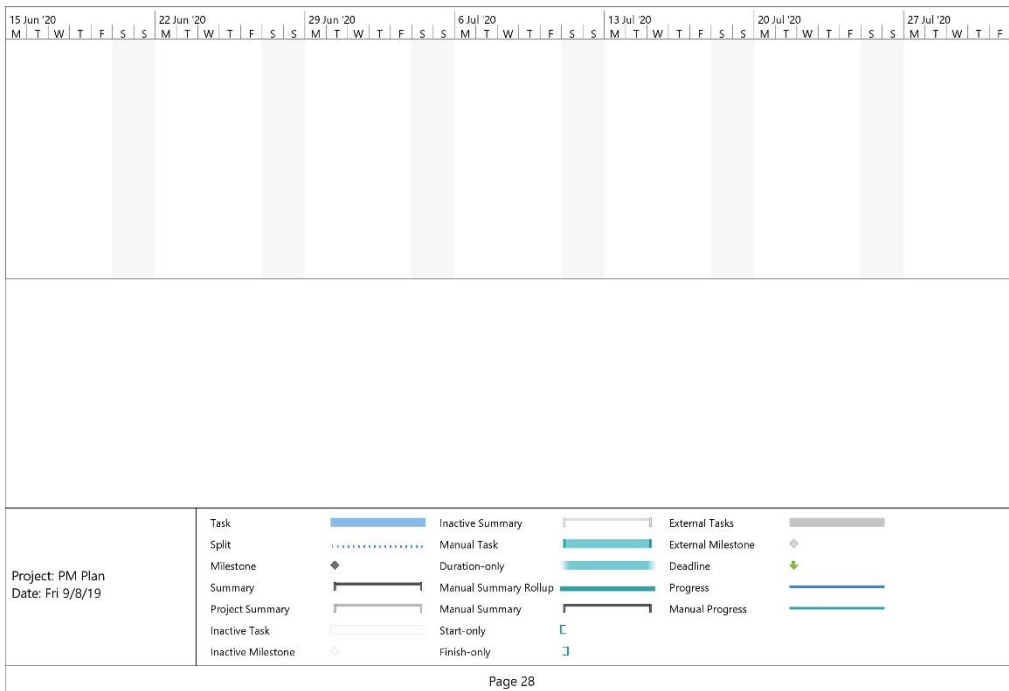 15 Jun '20 22 Jun '20 29 Jun '20 6 Jul '20 13 Jul '20 20 Jul '20 27 Jul '20
M T W T F S S M T W T F S S M T W T F S S M T W T F S S M T W T F S S M T W T F S S M T W T F
Project: PM Plan
Date: Fri 9/8/19
Task
Split
Milestone
Summary
Project Summary
Inactive Task
Inactive Milestone
Inactive Summary
Manual Task
Duration-only
Manual Summary Rollup
Manual Summary
Start-only
Finish-only
External Tasks
External Milestone
Deadline
Progress
Manual Progress
Page 28